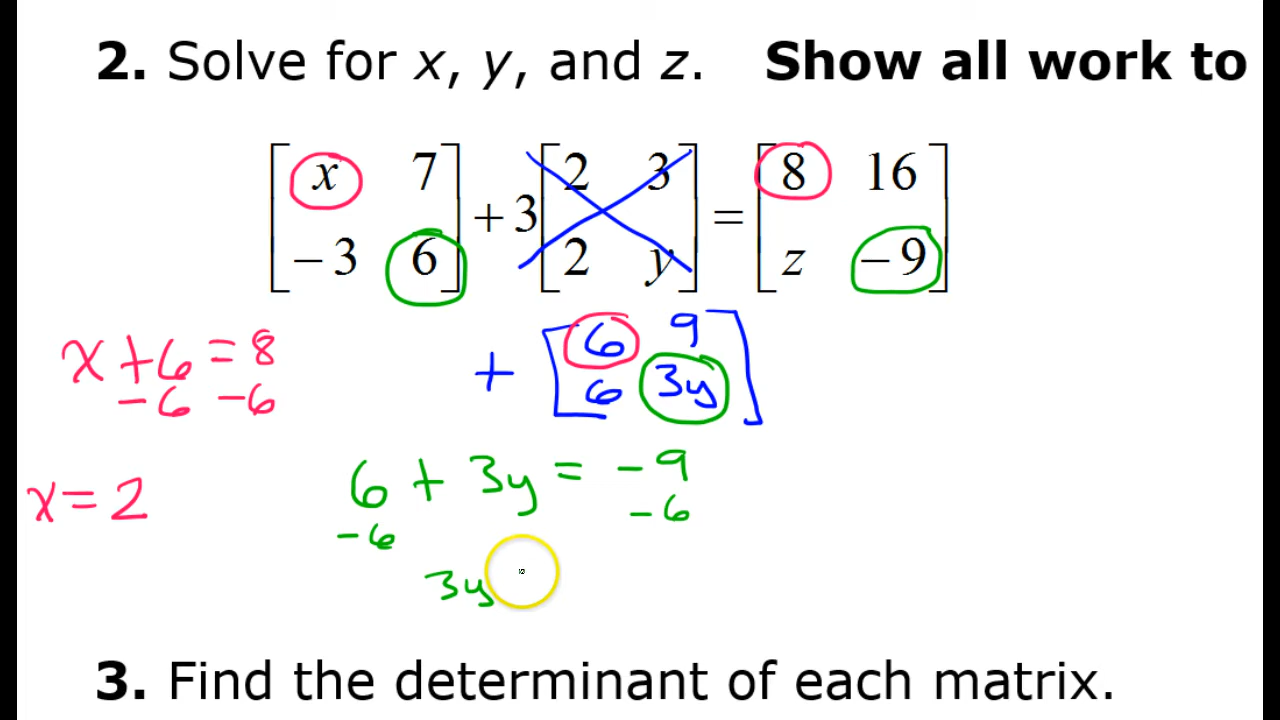 2. Solve for x, y, and z. Show all work to
[ x 7 ] + 3 [ 2 3 ] = [ 8 16 ]
[ −3 6 ] [ 2 y ] [ z −9 ]
x + 6 = 8
−6 −6
x = 2
+ [ 6 9 ]
[ 6 3y ]
6 + 3y = −9
−6 −6
3y
3. Find the determinant of each matrix.